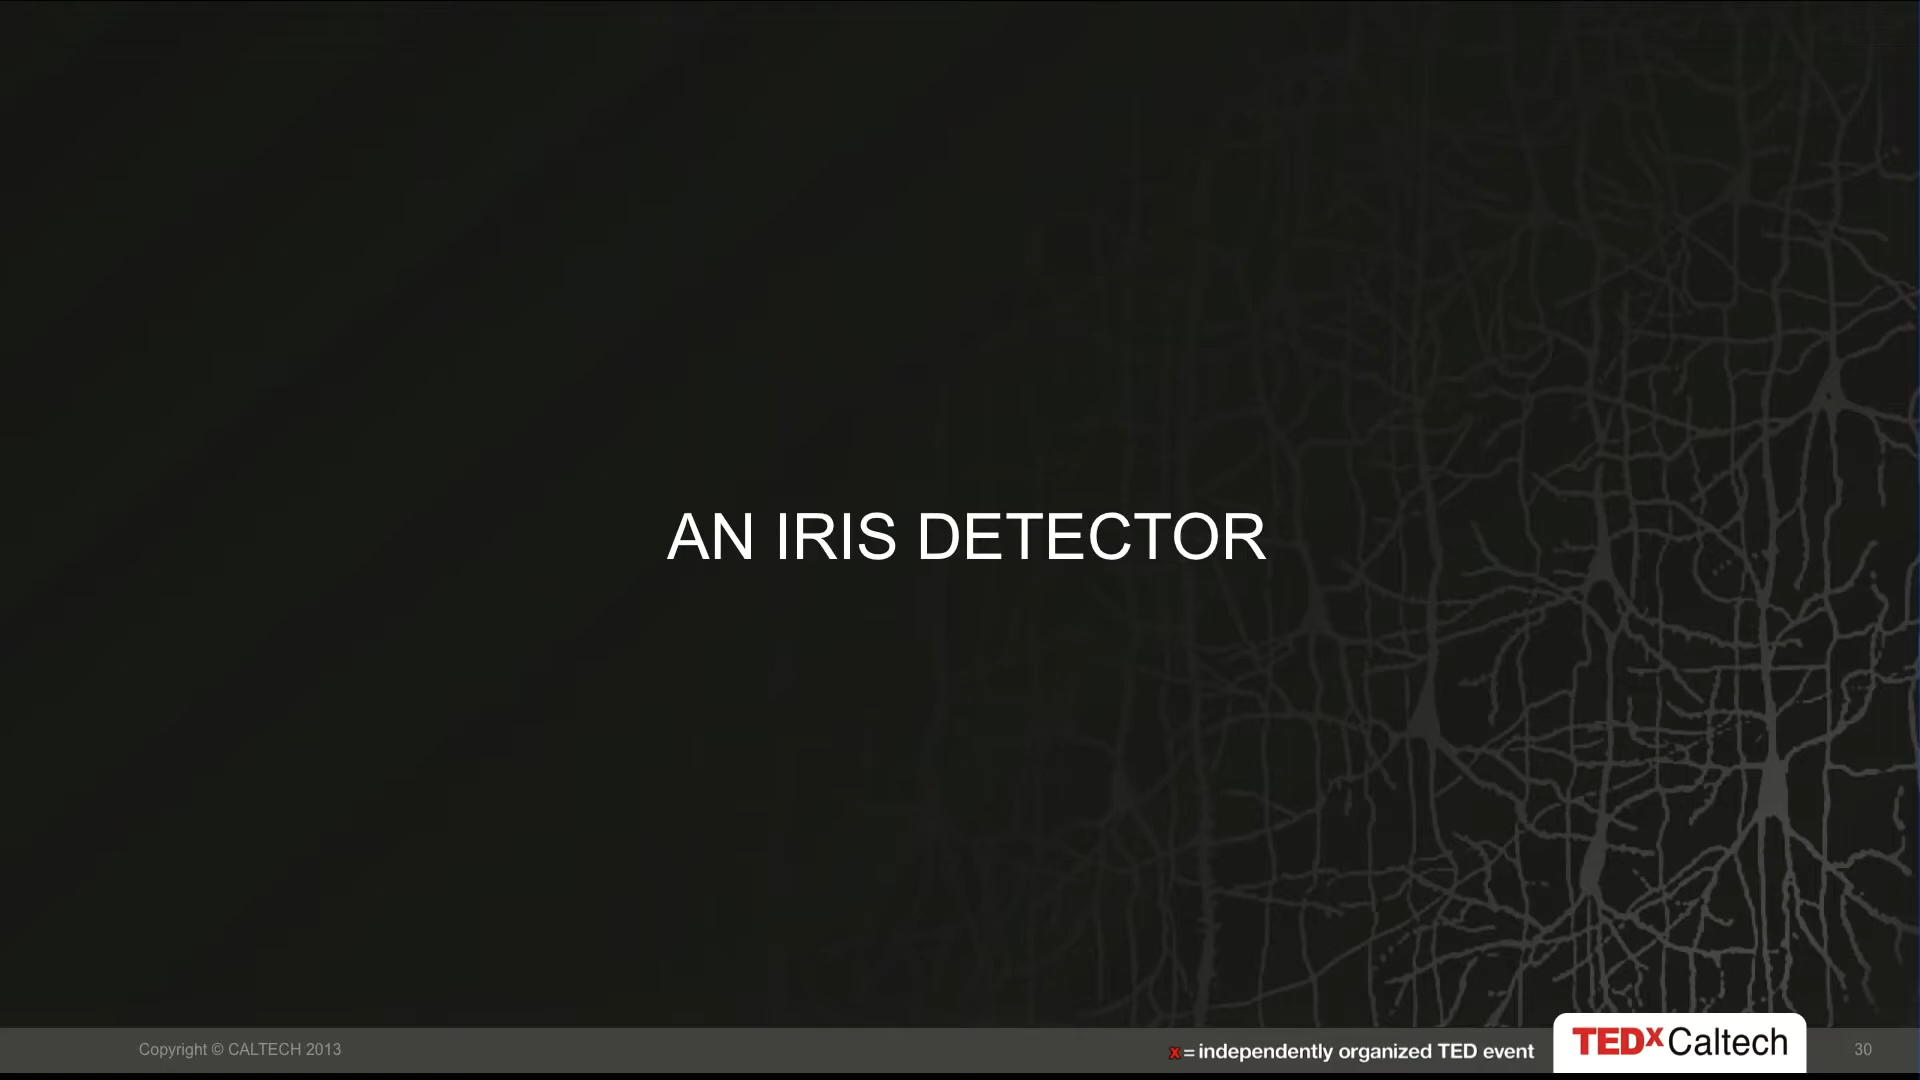 AN IRIS DETECTOR
Copyright © CALTECH 2013
x=independently organized TED event
TEDxCaltech
30